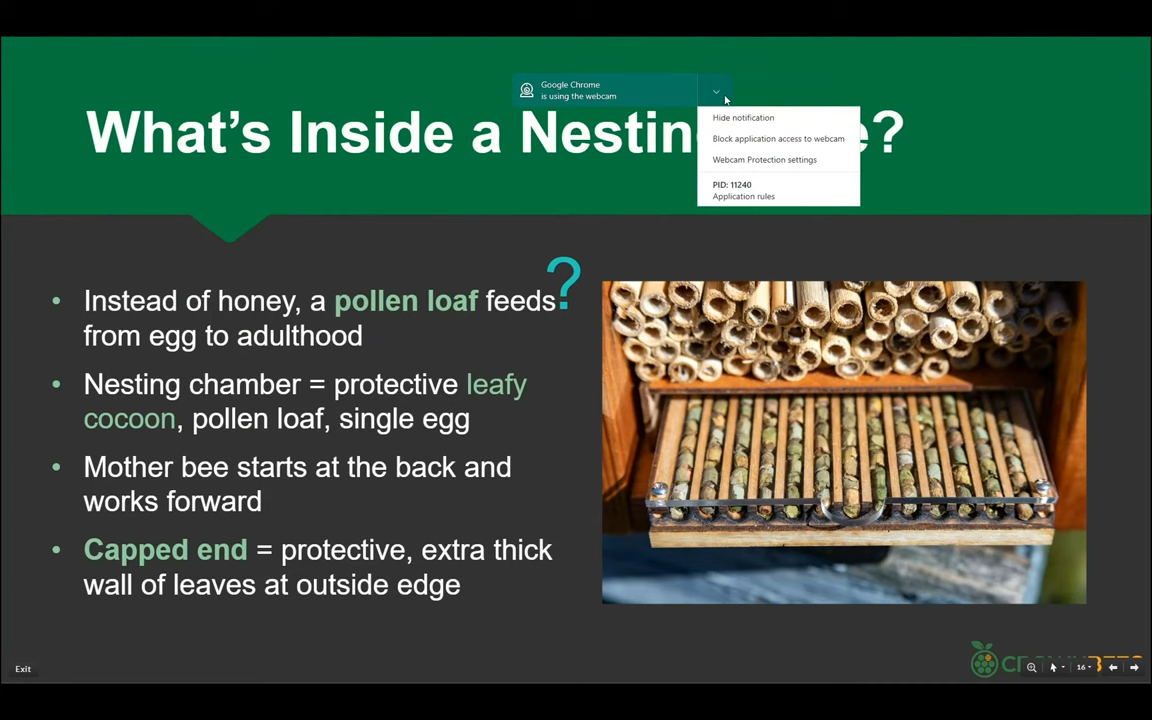 Google Chrome
is using the webcam
What's Inside a Nestin e?
Hide notification
Block application access to webcam
Webcam Protection settings
PID: 11240
Application rules
?
• Instead of honey, a pollen loaf feeds
from egg to adulthood
• Nesting chamber = protective leafy
cocoon, pollen loaf, single egg
• Mother bee starts at the back and
works forward
• Capped end = protective, extra thick
wall of leaves at outside edge
Exit
16